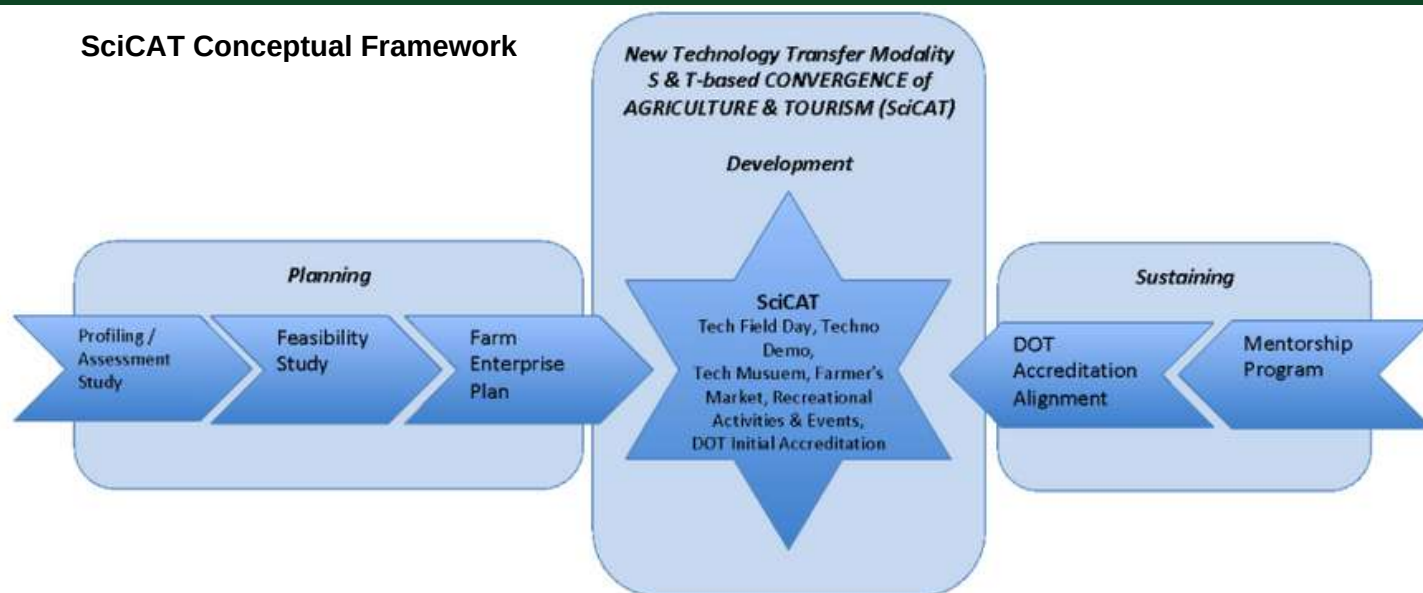 SciCAT Conceptual Framework
New Technology Transfer Modality
S & T-based CONVERGENCE of
AGRICULTURE & TOURISM (SciCAT)
Development
Planning
Profiling /
Assessment
Study
Feasibility
Study
Farm
Enterprise
Plan
SciCAT
Tech Field Day, Techno
Demo,
Tech Musuem, Farmer's
Market, Recreational
Activities & Events,
DOT Initial Accreditation
Sustaining
DOT
Accreditation
Alignment
Mentorship
Program